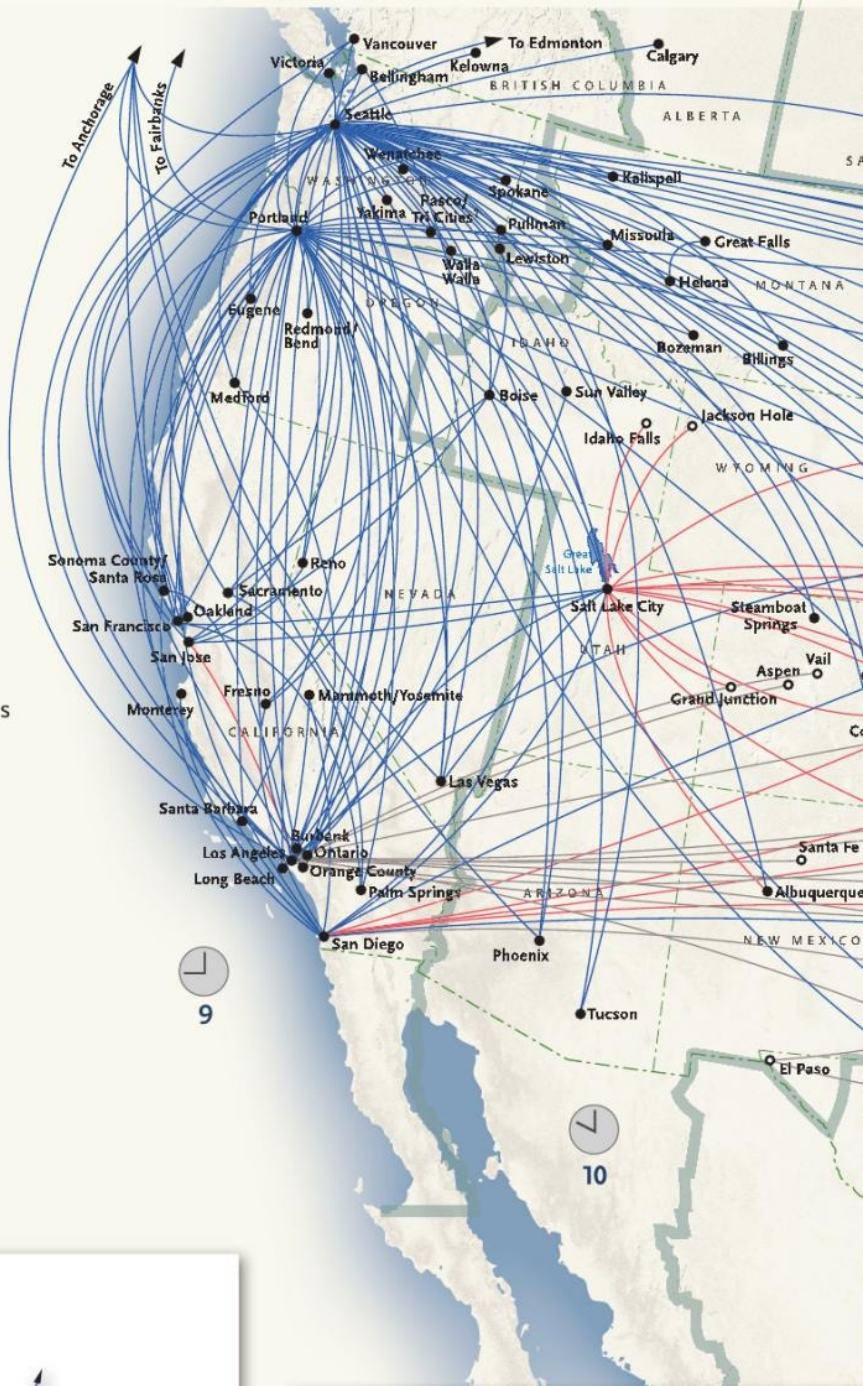 To Anchorage
To Fairbanks
Vancouver
To Edmonton
Kelowna
Calgary
Victoria
Bellingham
BRITISH COLUMBIA
ALBERTA
SA
Seattle
Wenatchee
WASHINGTON
Spokane
Kalispell
Yakima
Pasco/
Tri Cities
Portland
Pullman
Missoula
Great Falls
Walla
Walla
Lewiston
Helena
MONTANA
Eugene
OREGON
Redmond/
Bend
IDAHO
Bozeman
Billings
Medford
Boise
Sun Valley
Jackson Hole
Idaho Falls
WYOMING
Sonoma County/
Santa Rosa
Reno
Great
Salt Lake
Sacramento
NEVADA
Oakland
San Francisco
Salt Lake City
Steamboat
Springs
San Jose
UTAH
Vail
Aspen
Grand Junction
s
Monterey
Fresno
Mammoth/Yosemite
CALIFORNIA
Co
Las Vegas
Santa Barbara
Burbank
Los Angeles
Ontario
Orange County
Long Beach
Palm Springs
Santa Fe
ARIZONA
Albuquerque
San Diego
Phoenix
NEW MEXICO
9
Tucson
El Paso
10